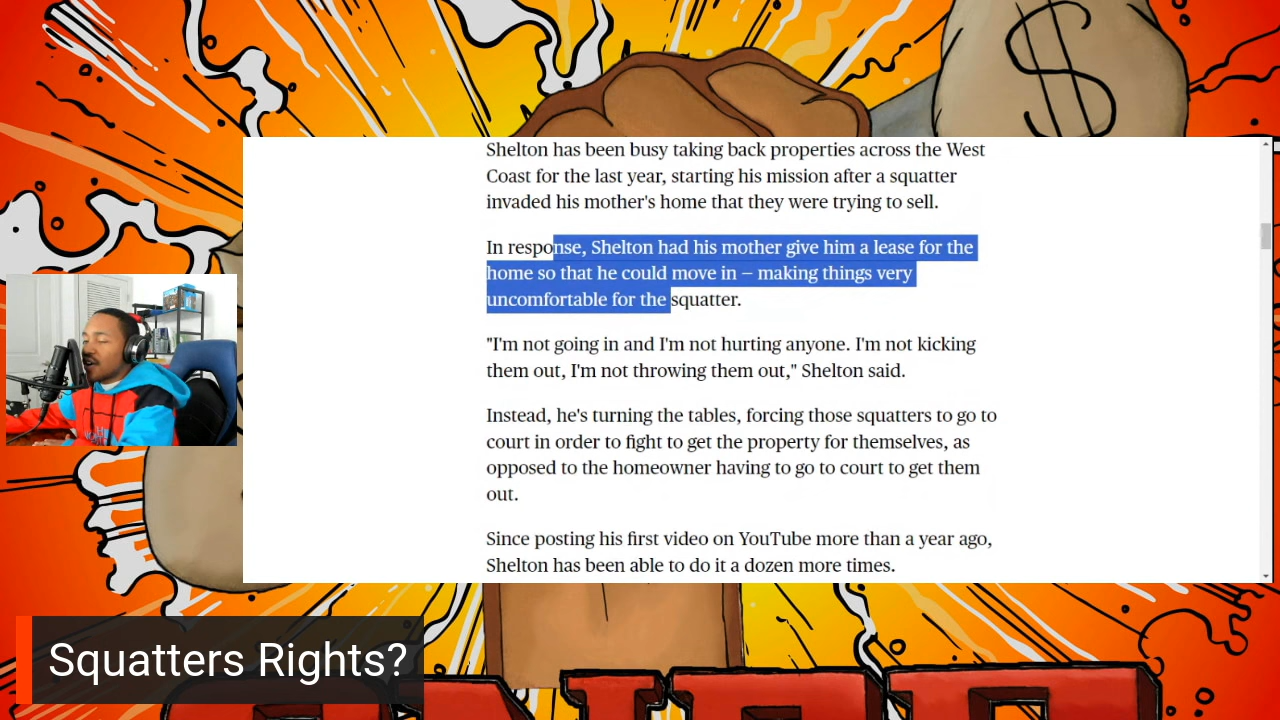 Shelton has been busy taking back properties across the West
Coast for the last year, starting his mission after a squatter
invaded his mother's home that they were trying to sell.
In response, Shelton had his mother give him a lease for the
home so that he could move in – making things very
uncomfortable for the squatter.
"I'm not going in and I'm not hurting anyone. I'm not kicking
them out, I'm not throwing them out," Shelton said.
Instead, he's turning the tables, forcing those squatters to go to
court in order to fight to get the property for themselves, as
opposed to the homeowner having to go to court to get them
out.
Since posting his first video on YouTube more than a year ago,
Shelton has been able to do it a dozen more times.
Squatters Rights?
$